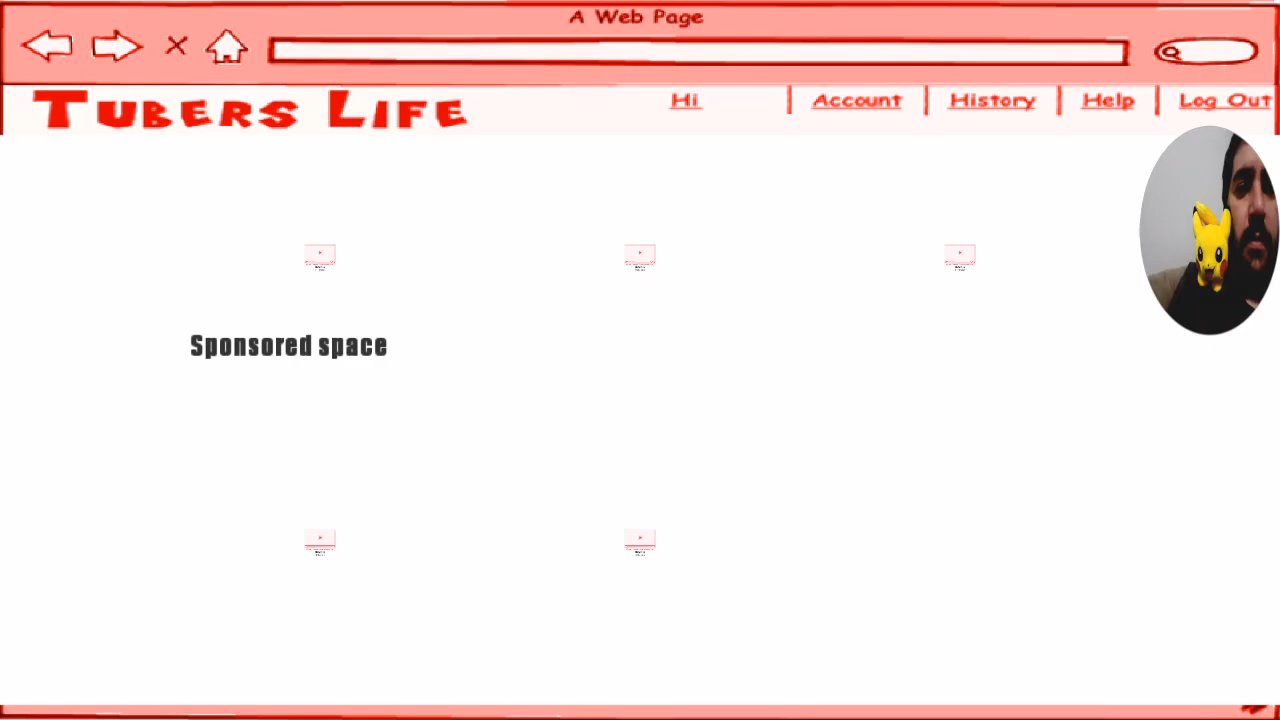 A Web Page
TUBERS LIFE
Hi Account History Help Log Out
Sponsored space